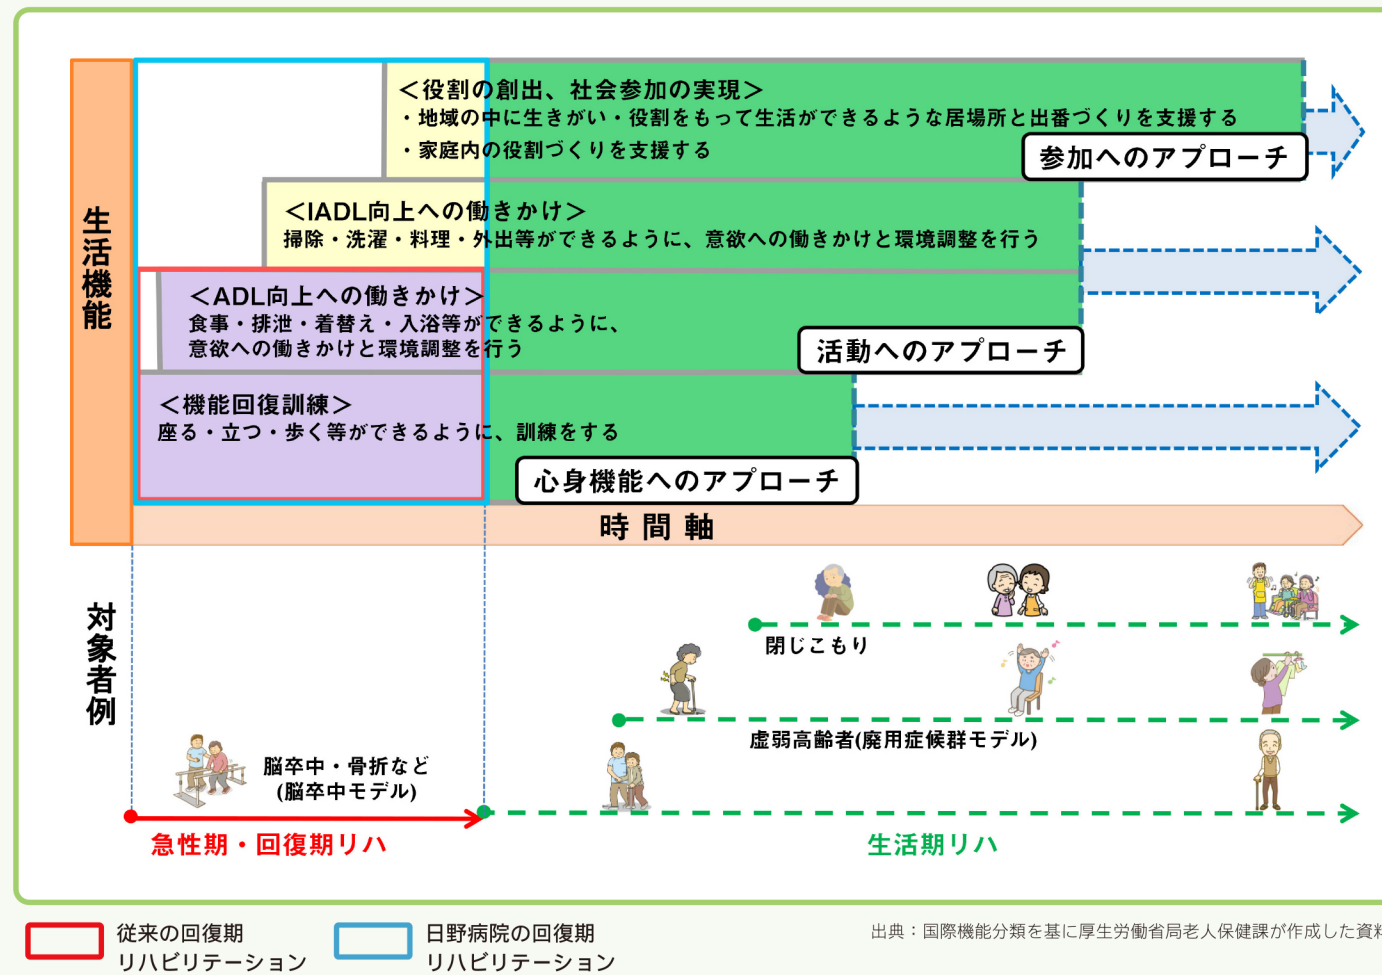 生活機能
＜役割の創出、社会参加の実現＞
・地域の中に生きがい・役割をもって生活ができるような居場所と出番づくりを支援する
・家庭内の役割づくりを支援する
参加へのアプローチ
＜IADL向上への働きかけ＞
掃除・洗濯・料理・外出等ができるように、意欲への働きかけと環境調整を行う
＜ADL向上への働きかけ＞
食事・排泄・着替え・入浴等ができるように、
意欲への働きかけと環境調整を行う
活動へのアプローチ
＜機能回復訓練＞
座る・立つ・歩く等ができるように、訓練をする
心身機能へのアプローチ
時間軸
対象者例
閉じこもり
虚弱高齢者(廃用症候群モデル)
脳卒中・骨折など
(脳卒中モデル)
急性期・回復期リハ
生活期リハ
従来の回復期
リハビリテーション
日野病院の回復期
リハビリテーション
出典：国際機能分類を基に厚生労働省局老人保健課が作成した資料